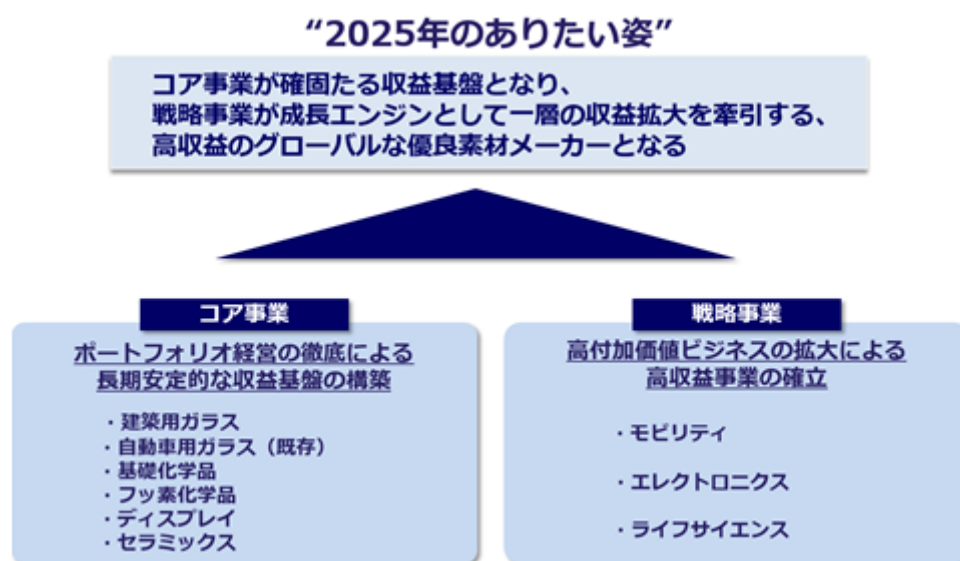 “2025年のありたい姿”
コア事業が確固たる収益基盤となり、
戦略事業が成長エンジンとして一層の収益拡大を牽引する、
高収益のグローバルな優良素材メーカーとなる
コア事業
ポートフォリオ経営の徹底による
長期安定的な収益基盤の構築
・建築用ガラス
・自動車用ガラス（既存）
・基礎化学品
・フッ素化学品
・ディスプレイ
・セラミックス
戦略事業
高付加価値ビジネスの拡大による
高収益事業の確立
・モビリティ
・エレクトロニクス
・ライフサイエンス